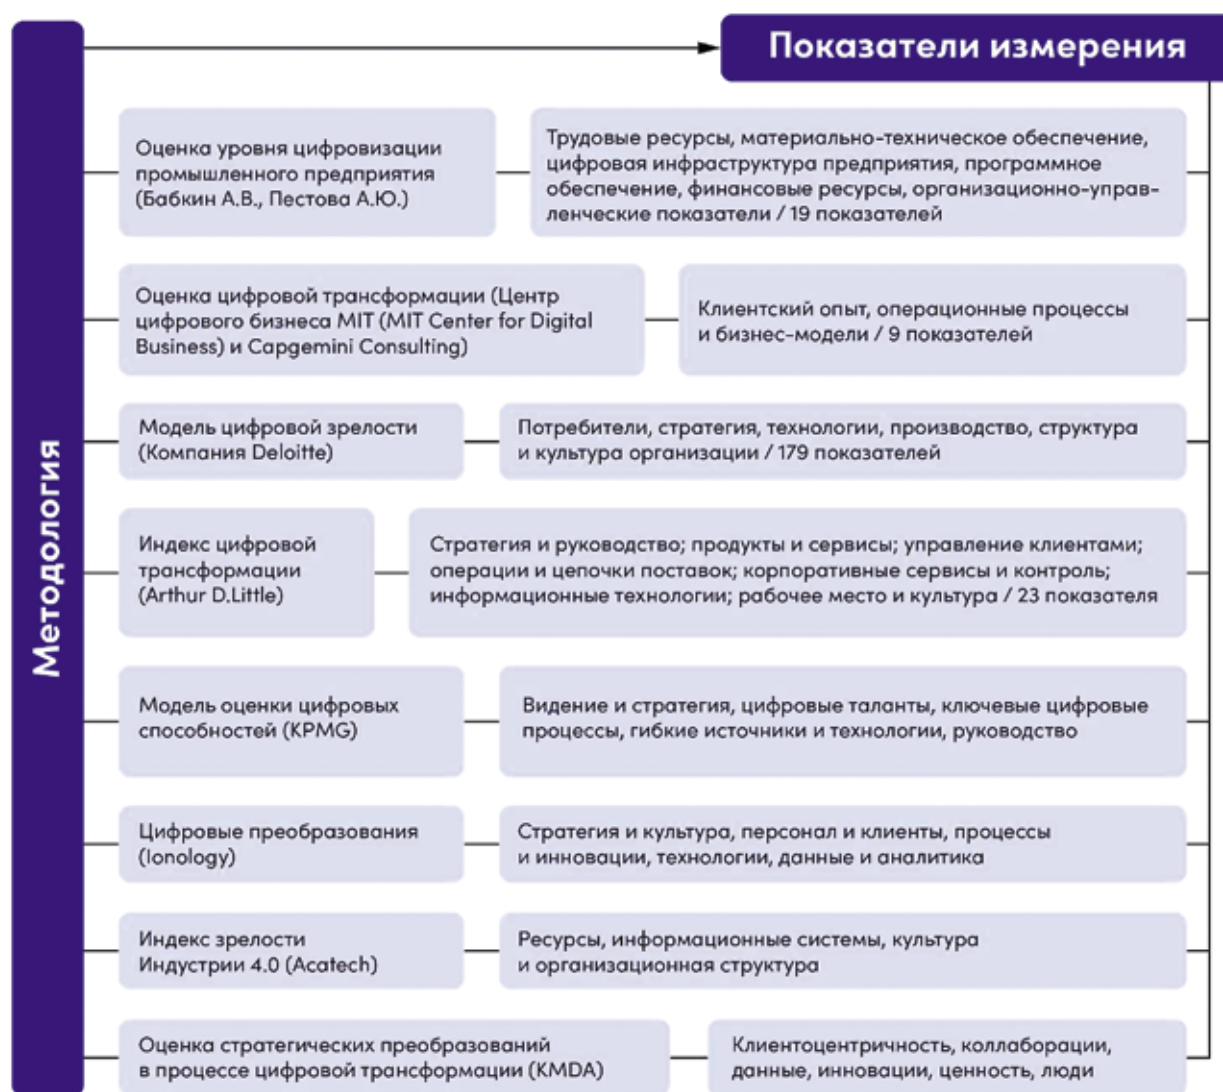 Методология
Показатели измерения
Оценка уровня цифровизации
промышленного предприятия
(Бабкин А.В., Пестова А.Ю.)
Трудовые ресурсы, материально-техническое обеспечение,
цифровая инфраструктура предприятия, программное
обеспечение, финансовые ресурсы, организационно-управ-
ленческие показатели / 19 показателей
Оценка цифровой трансформации (Центр
цифрового бизнеса MIT (MIT Center for Digital
Business) и Capgemini Consulting)
Клиентский опыт, операционные процессы
и бизнес-модели / 9 показателей
Модель цифровой зрелости
(Компания Deloitte)
Потребители, стратегия, технологии, производство, структура
и культура организации / 179 показателей
Индекс цифровой
трансформации
(Arthur D.Little)
Стратегия и руководство; продукты и сервисы; управление клиентами;
операции и цепочки поставок; корпоративные сервисы и контроль;
информационные технологии; рабочее место и культура / 23 показателя
Модель оценки цифровых
способностей (KPMG)
Видение и стратегия, цифровые таланты, ключевые цифровые
процессы, гибкие источники и технологии, руководство
Цифровые преобразования
(Ionology)
Стратегия и культура, персонал и клиенты, процессы
и инновации, технологии, данные и аналитика
Индекс зрелости
Индустрии 4.0 (Acatech)
Ресурсы, информационные системы, культура
и организационная структура
Оценка стратегических преобразований
в процессе цифровой трансформации (KMDA)
Клиентоцентричность, коллаборации,
данные, инновации, ценность, люди